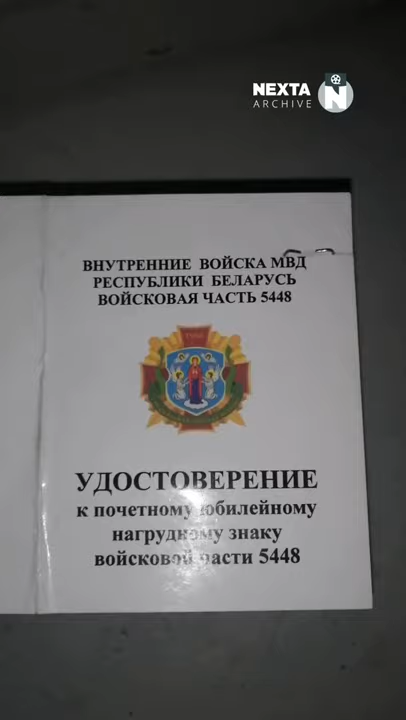 NEXTA
ARCHIVE
N
ВНУТРЕННИЕ ВОЙСКА МВД
РЕСПУБЛИКИ БЕЛАРУСЬ
ВОЙСКОВАЯ ЧАСТЬ 5448
УДОСТОВЕРЕНИЕ
к почетному юбилейному
нагрудному знаку
войсковой части 5448